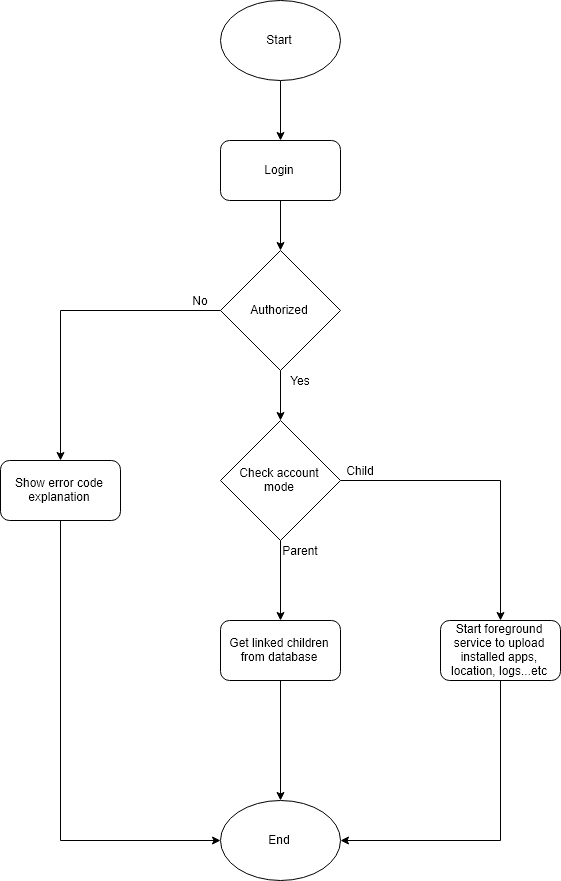 Start
Login
Authorized
No
Yes
Check account
mode
Child
Show error code
explanation
Parent
Get linked children
from database
Start foreground
service to upload
installed apps,
location, logs...etc
End